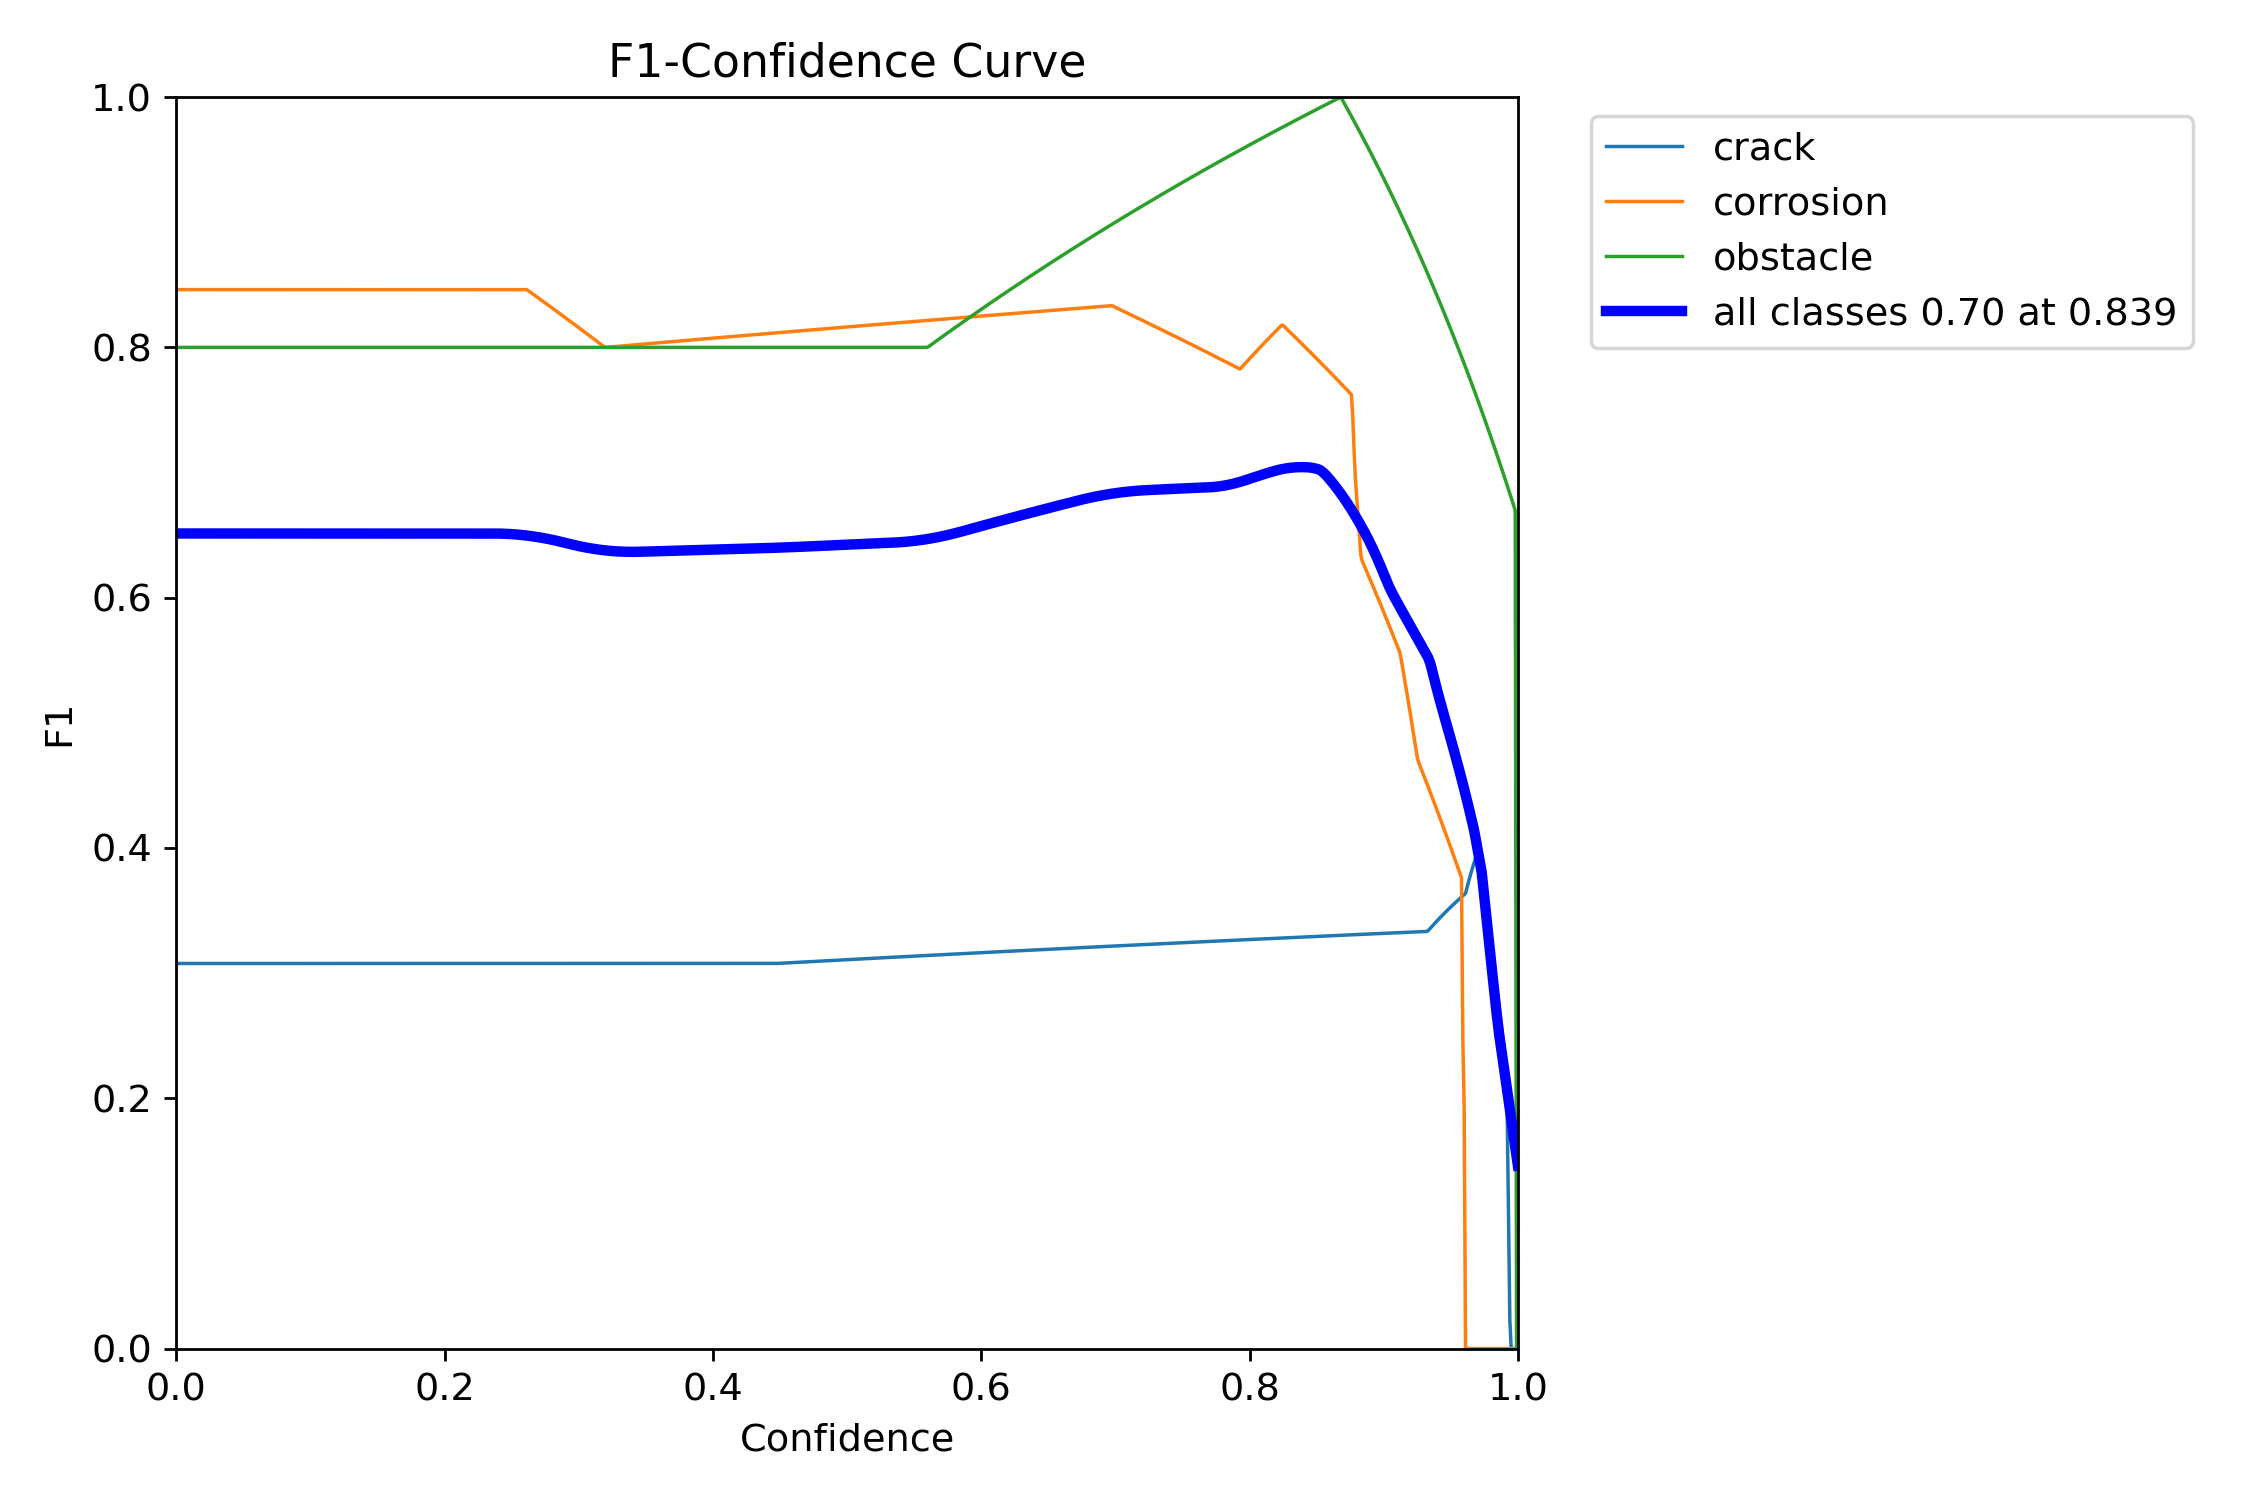 F1-Confidence Curve
1.0
0.8
0.6
0.4
0.2
0.0
F1
0.0 0.2 0.4 0.6 0.8 1.0
Confidence
crack
corrosion
obstacle
all classes 0.70 at 0.839